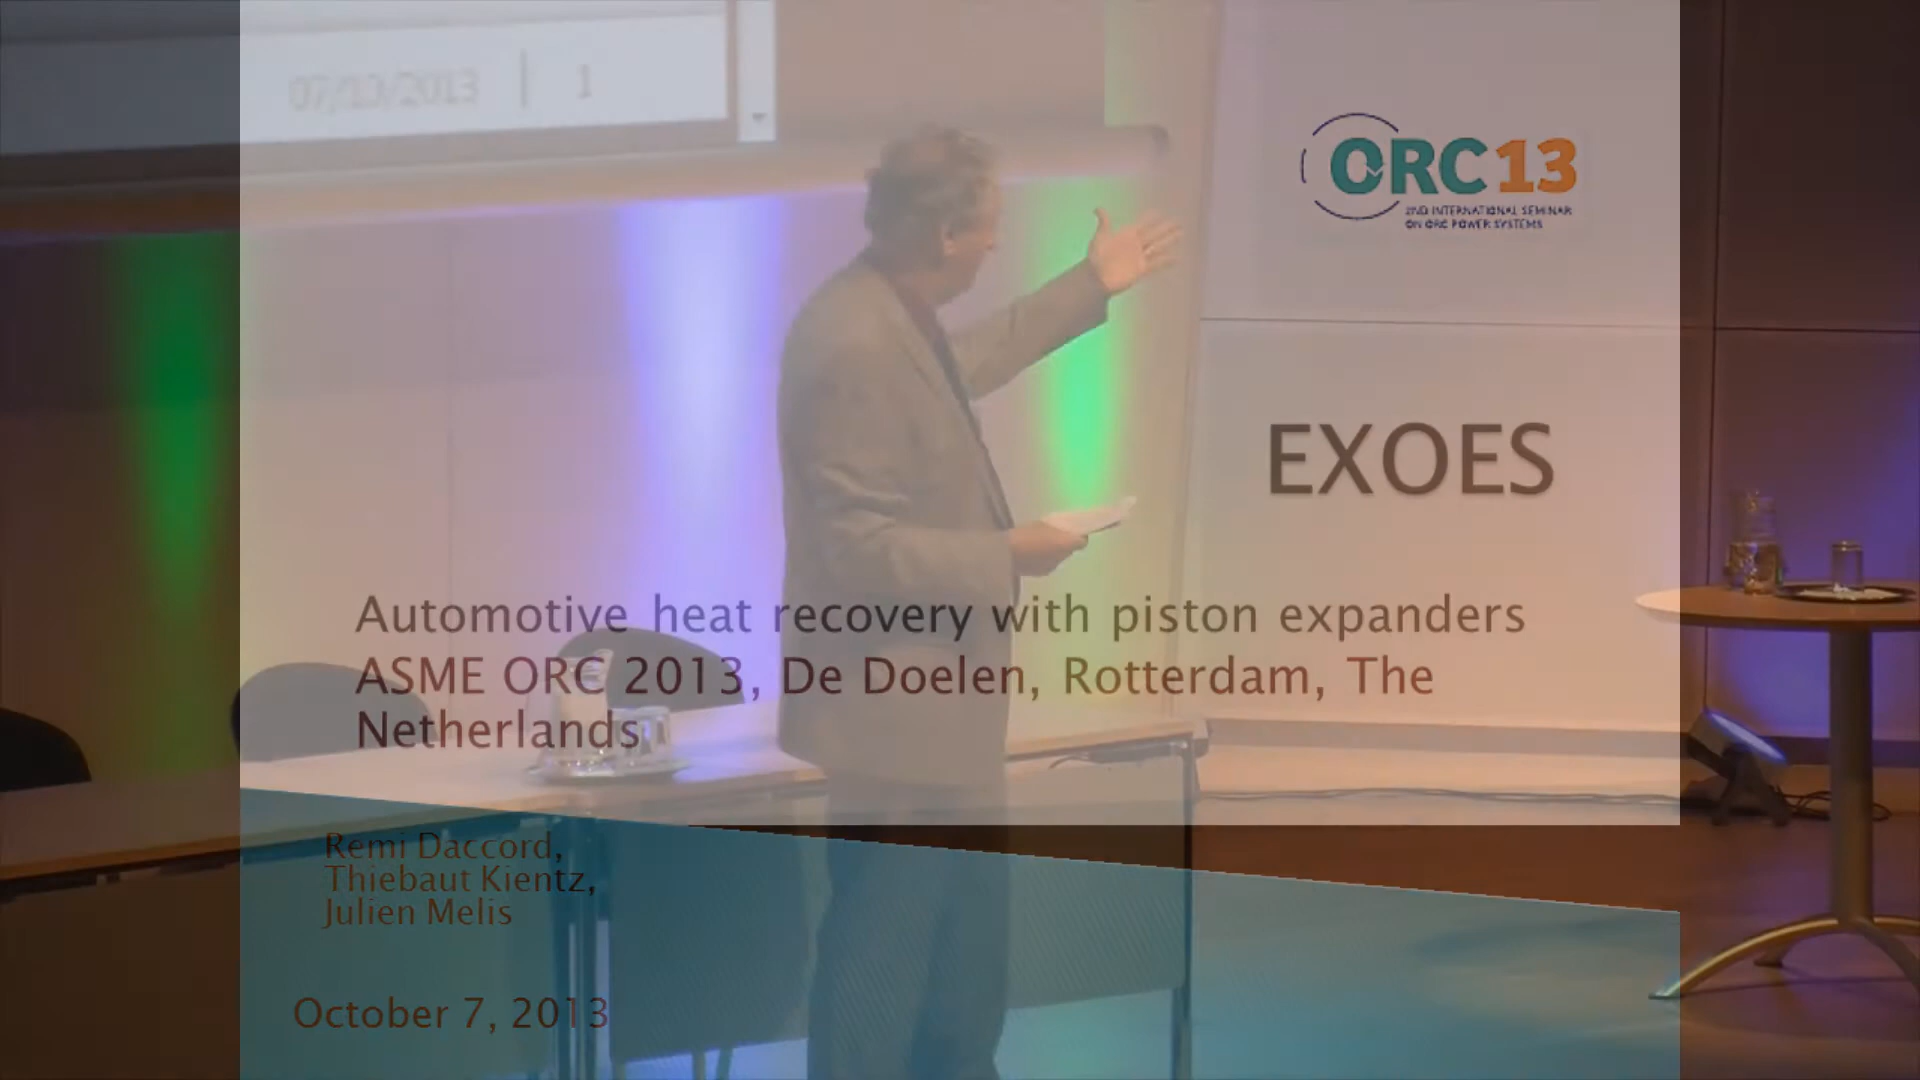 07/10/2013 | 1
ORC13
2ND INTERNATIONAL SEMINAR
ON ORC POWER SYSTEMS
EXOES
Automotive heat recovery with piston expanders
ASME ORC 2013, De Doelen, Rotterdam, The
Netherlands
Remi Daccord,
Thiebaut Kientz,
Julien Melis
October 7, 2013